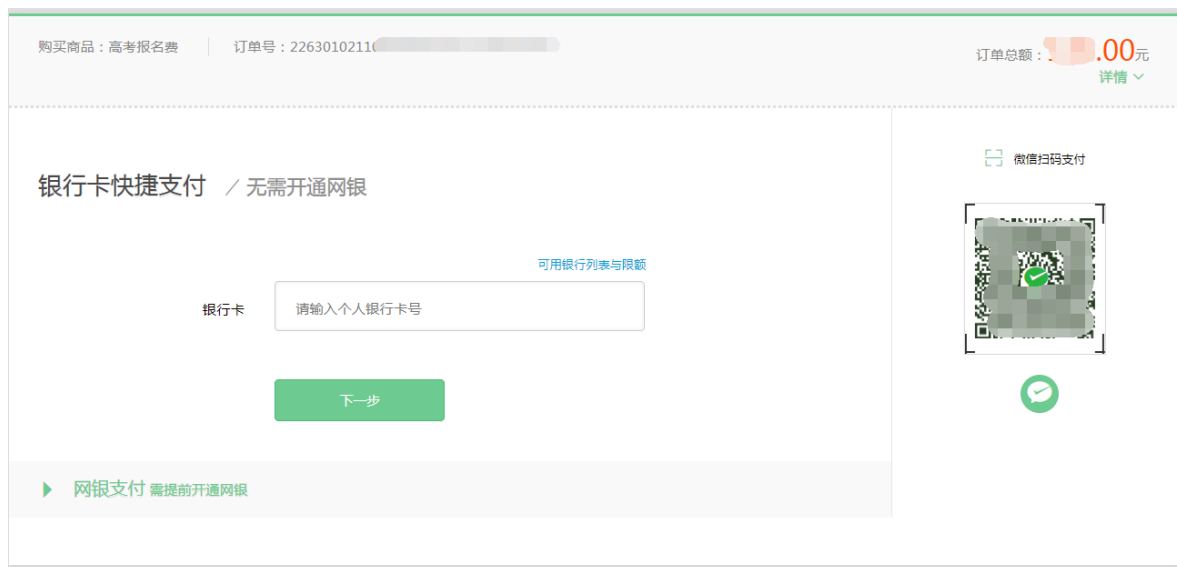 购买商品：高考报名费
订单号：2263010211
订单总额： .00元
详情
微信扫码支付
银行卡快捷支付 / 无需开通网银
可用银行列表与限额
银行卡 请输入个人银行卡号
下一步
网银支付 需提前开通网银